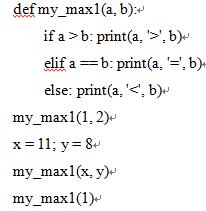 def my_max1(a, b):
if a > b: print(a, '>', b)
elif a == b: print(a, '=', b)
else: print(a, '<', b)
my_max1(1, 2)
x = 11; y = 8
my_max1(x, y)
my_max1(1)